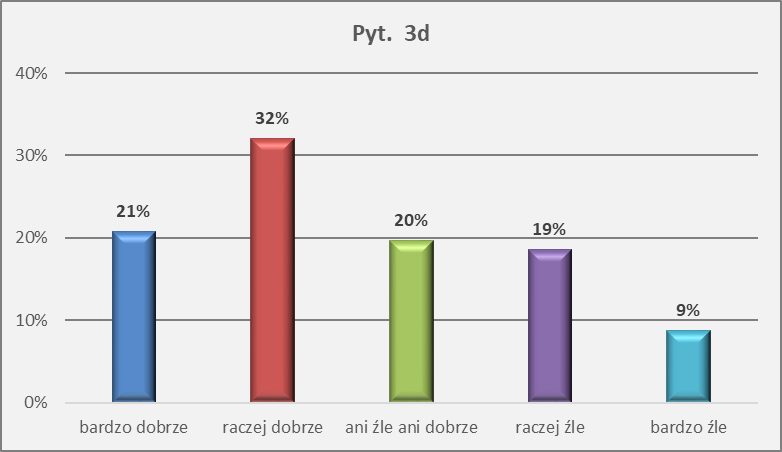 Pyt.  3d
40%
30%
20%
10%
0%
21%
32%
20%
19%
9%
bardzo dobrze
raczej dobrze
ani źle ani dobrze
raczej źle
bardzo źle